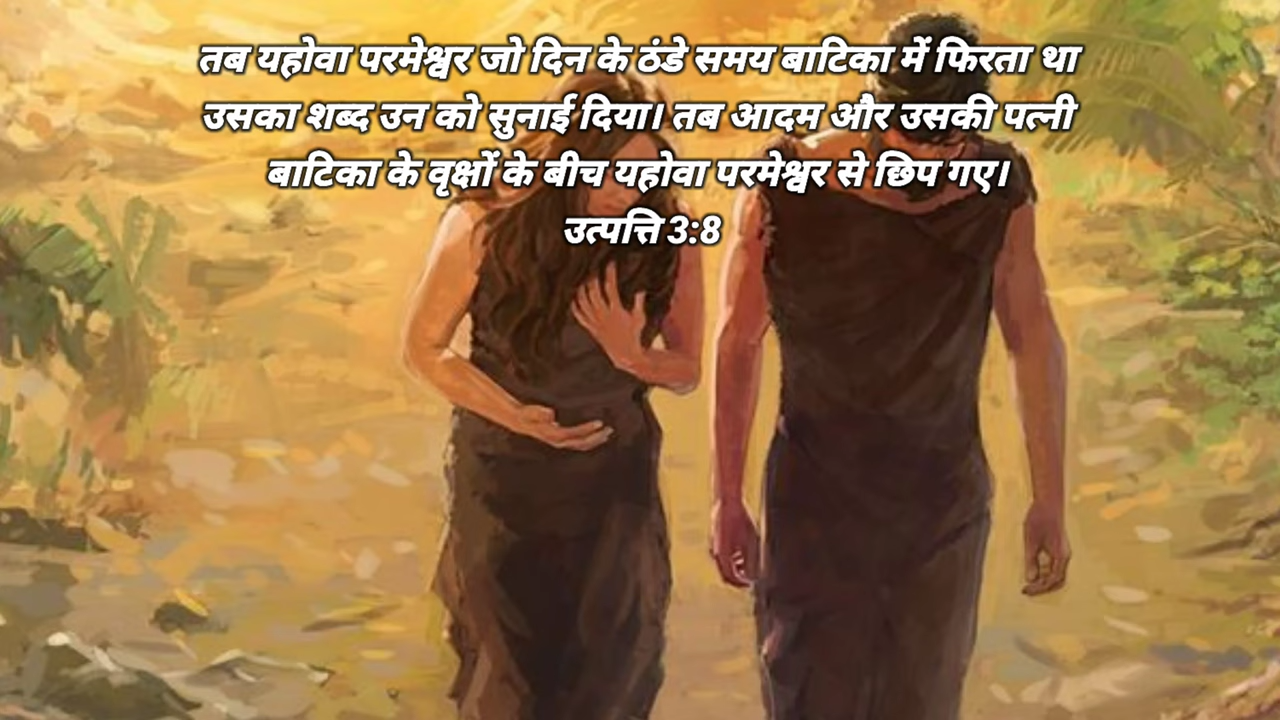 तब यहोवा परमेश्वर जो दिन के ठंडे समय बाटिका में फिरता था
उसका शब्द उन को सुनाई दिया। तब आदम और उसकी पत्नी
बाटिका के वृक्षों के बीच यहोवा परमेश्वर से छिप गए।
उत्पत्ति 3:8